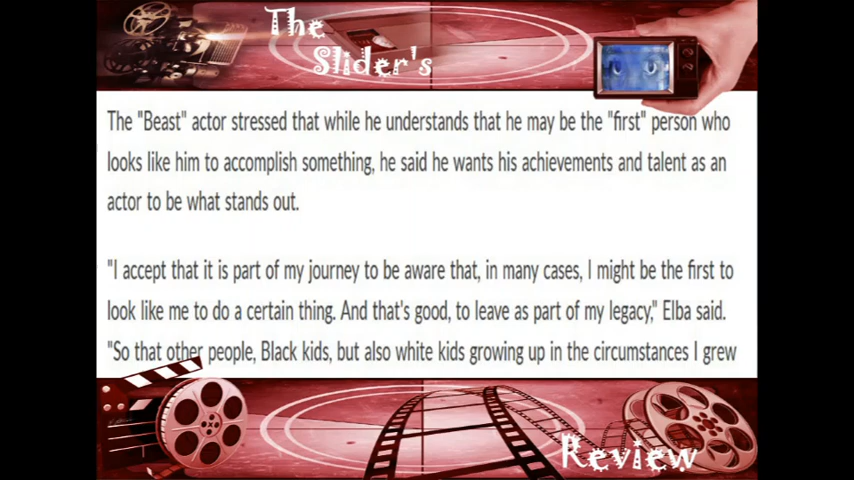 The
Slider's
The "Beast" actor stressed that while he understands that he may be the "first" person who
looks like him to accomplish something, he said he wants his achievements and talent as an
actor to be what stands out.
"I accept that it is part of my journey to be aware that, in many cases, I might be the first to
look like me to do a certain thing. And that's good, to leave as part of my legacy," Elba said.
"So that other people, Black kids, but also white kids growing up in the circumstances I grew
Review